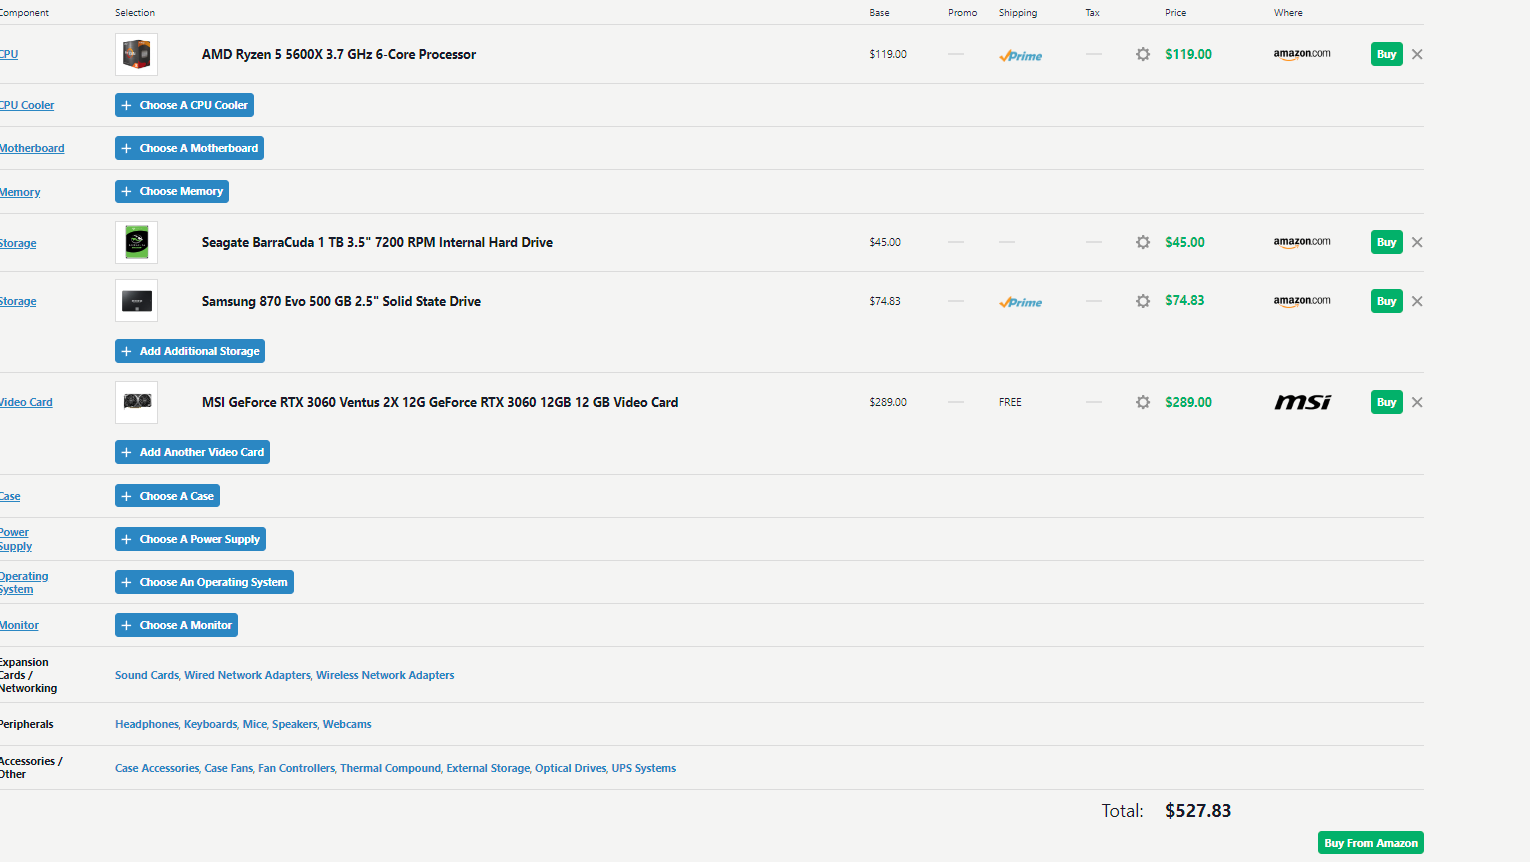 Component Selection Base Promo Shipping Tax Price Where
CPU AMD Ryzen 5 5600X 3.7 GHz 6-Core Processor $119.00 — Prime — $119.00 amazon.com Buy
CPU Cooler + Choose A CPU Cooler
Motherboard + Choose A Motherboard
Memory + Choose Memory
Storage Seagate BarraCuda 1 TB 3.5" 7200 RPM Internal Hard Drive $45.00 — — — $45.00 amazon.com Buy
Storage Samsung 870 Evo 500 GB 2.5" Solid State Drive $74.83 — Prime — $74.83 amazon.com Buy
+ Add Additional Storage
Video Card MSI GeForce RTX 3060 Ventus 2X 12G GeForce RTX 3060 12GB 12 GB Video Card $289.00 — FREE — $289.00 msi Buy
+ Add Another Video Card
Case + Choose A Case
Power
Supply + Choose A Power Supply
Operating
System + Choose An Operating System
Monitor + Choose A Monitor
Expansion
Cards /
Networking
Sound Cards, Wired Network Adapters, Wireless Network Adapters
Peripherals Headphones, Keyboards, Mice, Speakers, Webcams
Accessories /
Other
Case Accessories, Case Fans, Fan Controllers, Thermal Compound, External Storage, Optical Drives, UPS Systems
Total: $527.83
Buy From Amazon